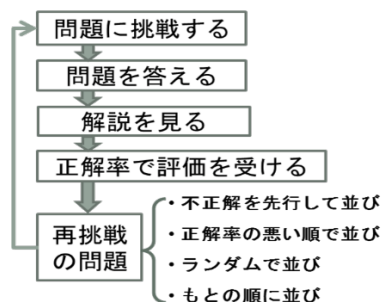 問題に挑戦する
問題を答える
解説を見る
正解率で評価を受ける
再挑戦
の問題
・不正解を先行して並び
・正解率の悪い順で並び
・ランダムで並び
・もとの順に並び